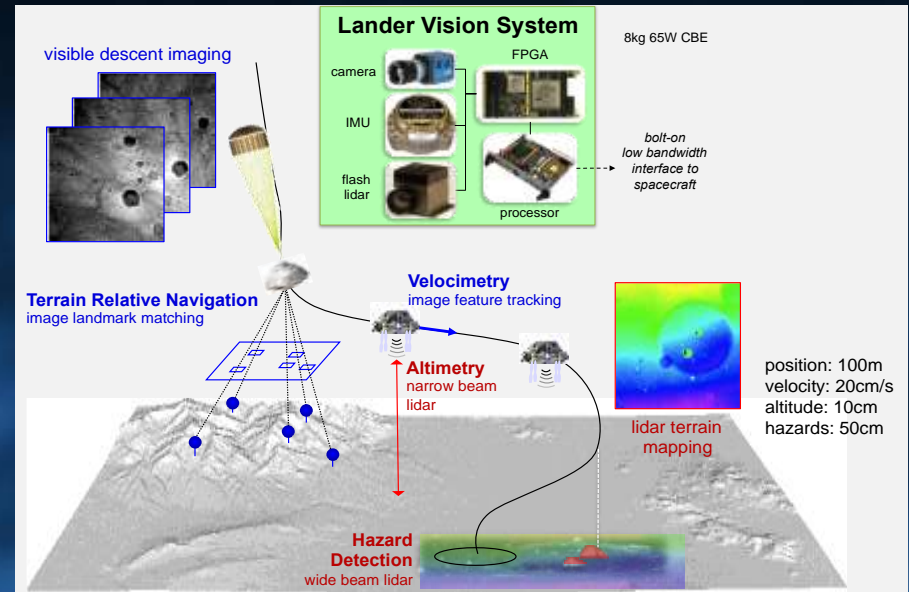 Lander Vision System
8kg 65W CBE
visible descent imaging
camera
FPGA
IMU
flash
lidar
processor
bolt-on
low bandwidth
interface to
spacecraft
Terrain Relative Navigation
image landmark matching
Velocimetry
image feature tracking
Altimetry
narrow beam
lidar
lidar terrain
mapping
position: 100m
velocity: 20cm/s
altitude: 10cm
hazards: 50cm
Hazard
Detection
wide beam lidar